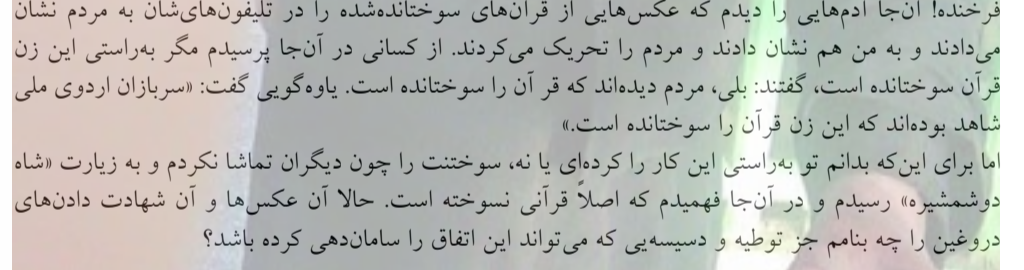 فرخنده! آن‌جا آدم‌هایی را دیدم که عکس‌هایی از قرآن‌های سوختانده‌شده را در تلیفون‌های‌شان به مردم نشان
می‌دادند و به من هم نشان دادند و مردم را تحریک می‌کردند. از کسانی در آن‌جا پرسیدم مگر به‌راستی این زن
قرآن سوختانده است، گفتند: بلی، مردم دیده‌اند که قر آن را سوختانده است. یاوه‌گویی گفت: «سربازان اردوی ملی
شاهد بوده‌اند که این زن قرآن را سوختانده است.»
اما برای این‌که بدانم تو به‌راستی این کار را کرده‌ای یا نه، سوختنت را چون دیگران تماشا نکردم و به زیارت «شاه
دوشمشیره» رسیدم و در آن‌جا فهمیدم که اصلاً قرآنی نسوخته است. حالا آن عکس‌ها و آن شهادت دادن‌های
دروغین را چه بنامم جز توطیه و دسیسه‌یی که می‌تواند این اتفاق را سامان‌دهی کرده باشد؟